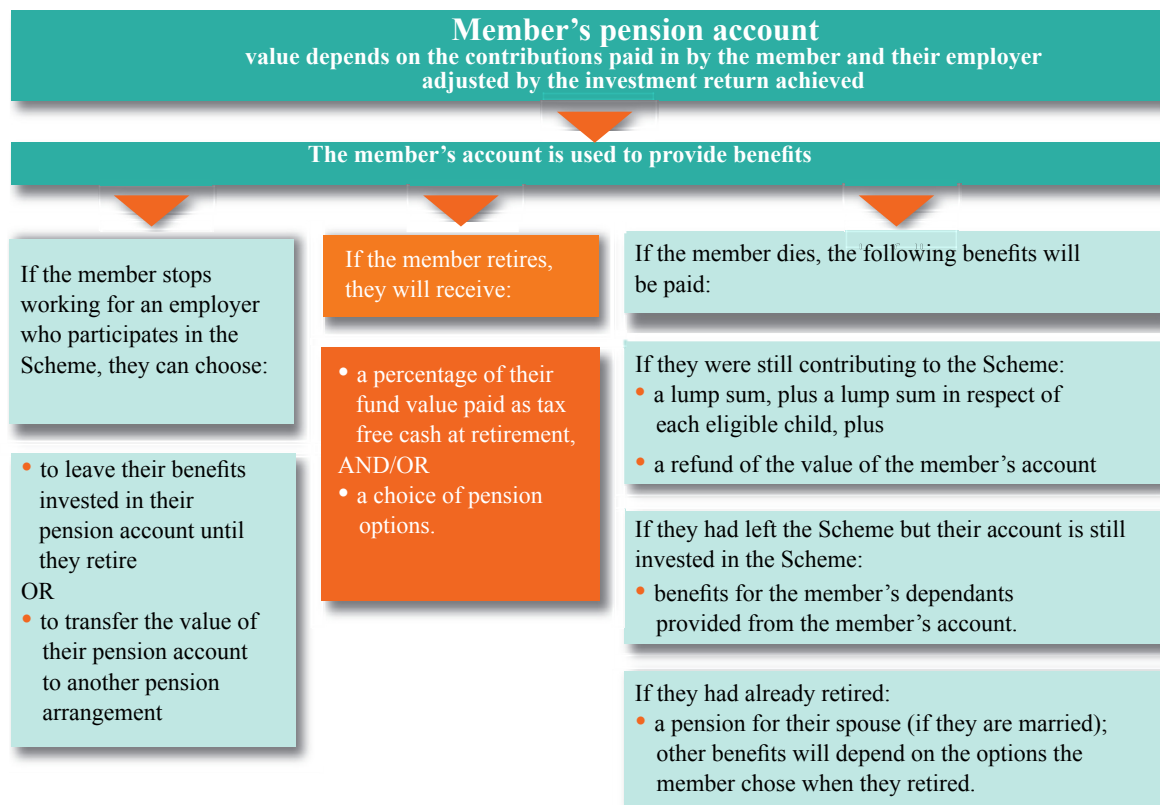 Member’s pension account
value depends on the contributions paid in by the member and their employer
adjusted by the investment return achieved
The member’s account is used to provide benefits
If the member stops
working for an employer
who participates in the
Scheme, they can choose:
• to leave their benefits
invested in their
pension account until
they retire
OR
• to transfer the value of
their pension account
to another pension
arrangement
If the member retires,
they will receive:
• a percentage of their
fund value paid as tax
free cash at retirement,
AND/OR
• a choice of pension
options.
If the member dies, the following benefits will
be paid:
If they were still contributing to the Scheme:
• a lump sum, plus a lump sum in respect of
each eligible child, plus
• a refund of the value of the member’s account
If they had left the Scheme but their account is still
invested in the Scheme:
• benefits for the member’s dependants
provided from the member’s account.
If they had already retired:
• a pension for their spouse (if they are married);
other benefits will depend on the options the
member chose when they retired.